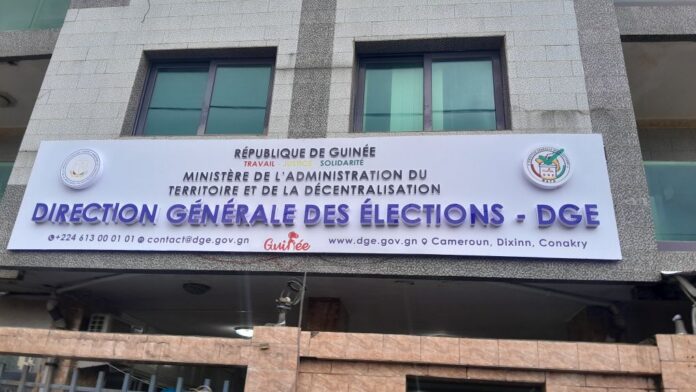 RÉPUBLIQUE DE GUINÉE
TRAVAIL - JUSTICE - SOLIDARITÉ
MINISTÈRE DE L'ADMINISTRATION DU
TERRITOIRE ET DE LA DÉCENTRALISATION
DIRECTION GÉNÉRALE DES ÉLECTIONS - DGE
+224 613 00 01 01 contact@dge.gov.gn Guinée www.dge.gov.gn Cameroun, Dixinn, Conakry